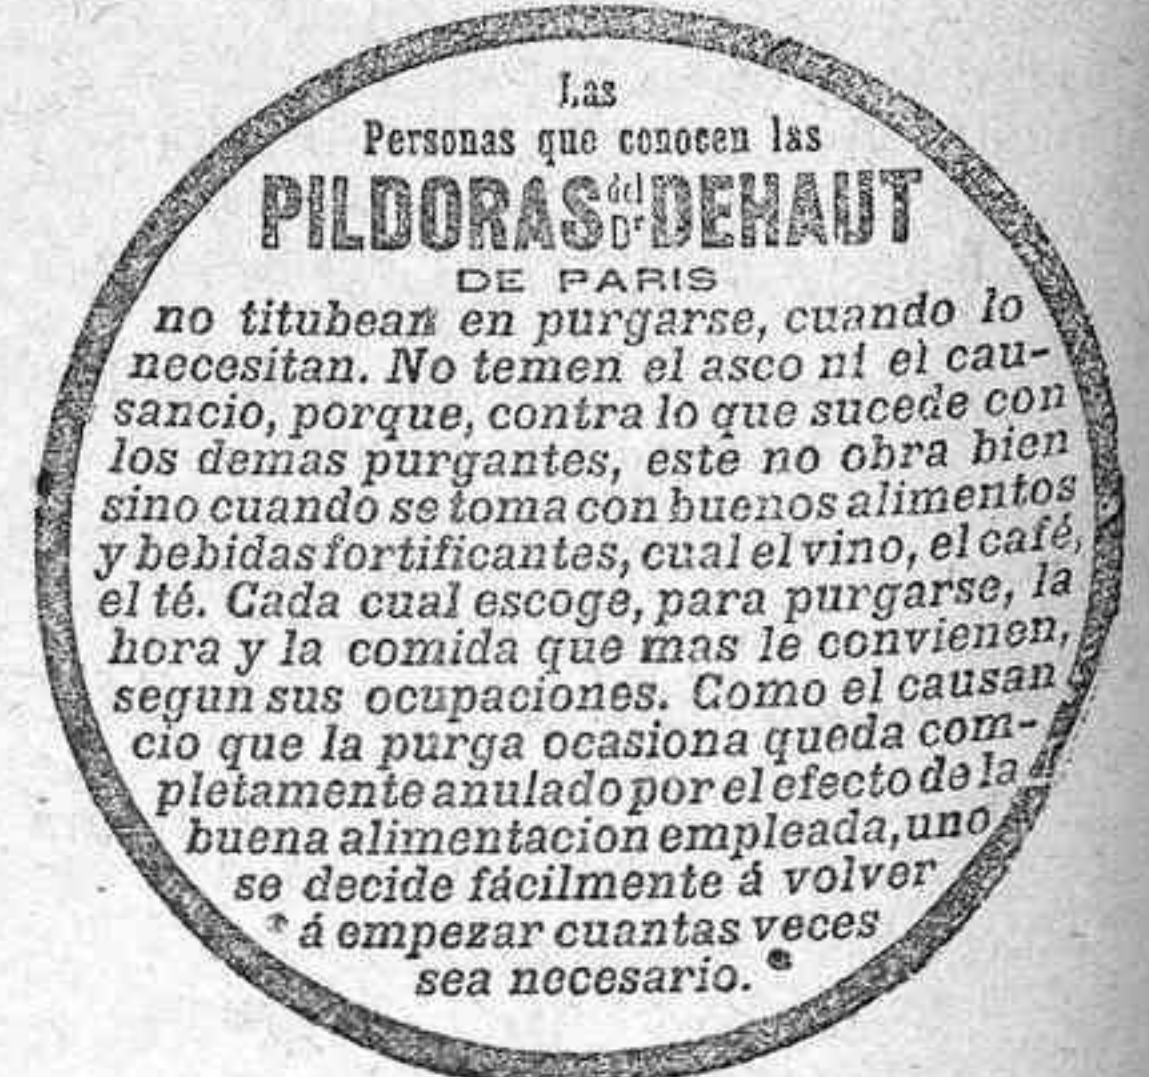 Las
Personas que conocen las
PILDORAS del Dr DEHAUT
DE PARIS
no titubean en purgarse, cuando lo
necesitan. No temen el asco ni el cau-
sancio, porque, contra lo que sucede con
los demas purgantes, este no obra bien
sino cuando se toma con buenos alimentos
y bebidas fortificantes, cual el vino, el café,
el té. Cada cual escoge, para purgarse, la
hora y la comida que mas le convienen,
segun sus ocupaciones. Como el causan
cio que la purga ocasiona queda com-
pletamente anulado por el efecto de la
buena alimentacion empleada, uno
se decide fácilmente á volver
á empezar cuantas veces
sea necesario.